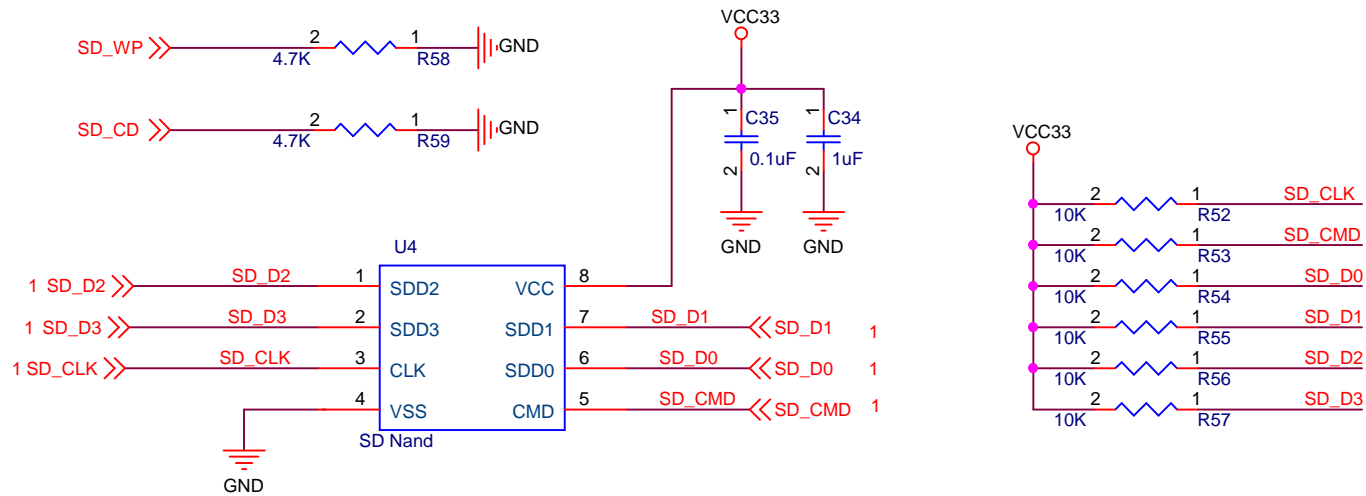 SD_WP
2
1
4.7K
R58
GND
SD_CD
2
1
4.7K
R59
GND
VCC33
1
C35
0.1uF
2
GND
1
C34
1uF
2
GND
U4
1 SD_D2
SD_D2
1
SDD2
1 SD_D3
SD_D3
2
SDD3
1 SD_CLK
SD_CLK
3
CLK
4
VSS
GND
VCC
8
SDD1
7
SD_D1
SD_D1
1
SDD0
6
SD_D0
SD_D0
1
CMD
5
SD_CMD
SD_CMD
1
SD Nand
VCC33
2
1
SD_CLK
10K
R52
2
1
SD_CMD
10K
R53
2
1
SD_D0
10K
R54
2
1
SD_D1
10K
R55
2
1
SD_D2
10K
R56
2
1
SD_D3
10K
R57